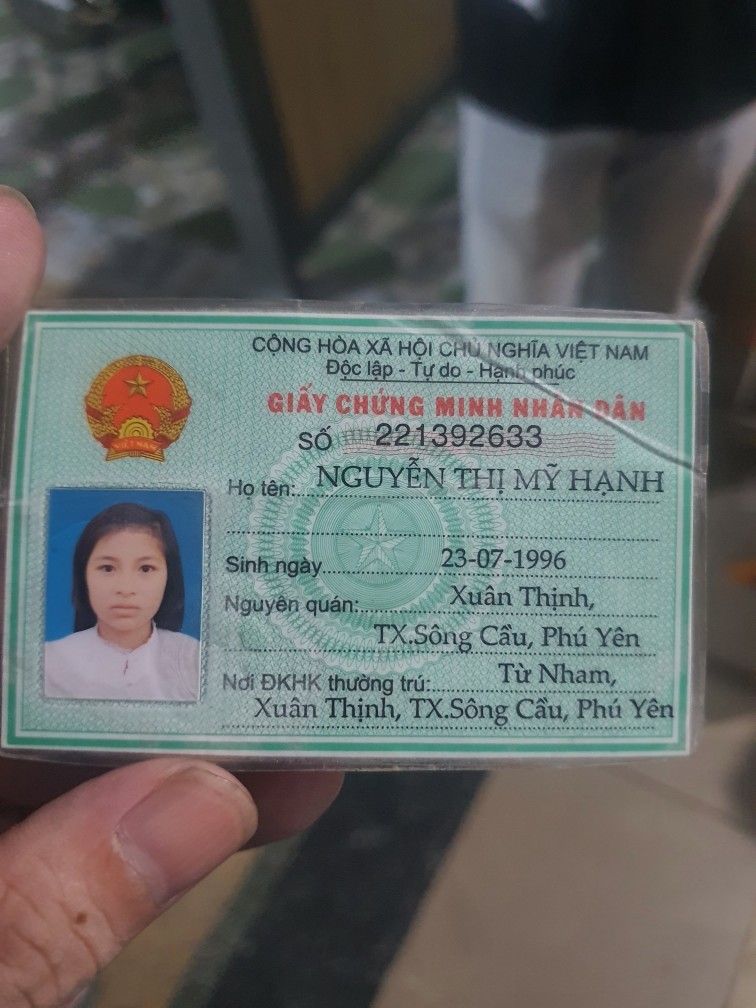 CỘNG HÒA XÃ HỘI CHỦ NGHĨA VIỆT NAM
Độc lập - Tự do - Hạnh phúc
GIẤY CHỨNG MINH NHÂN DÂN
SỐ 221392633
Họ tên: NGUYỄN THỊ MỸ HẠNH
Sinh ngày 23-07-1996
Nguyên quán: Xuân Thịnh,
TX.Sông Cầu, Phú Yên
Nơi ĐKHK thường trú: Từ Nham,
Xuân Thịnh, TX.Sông Cầu, Phú Yên
VIỆT NAM